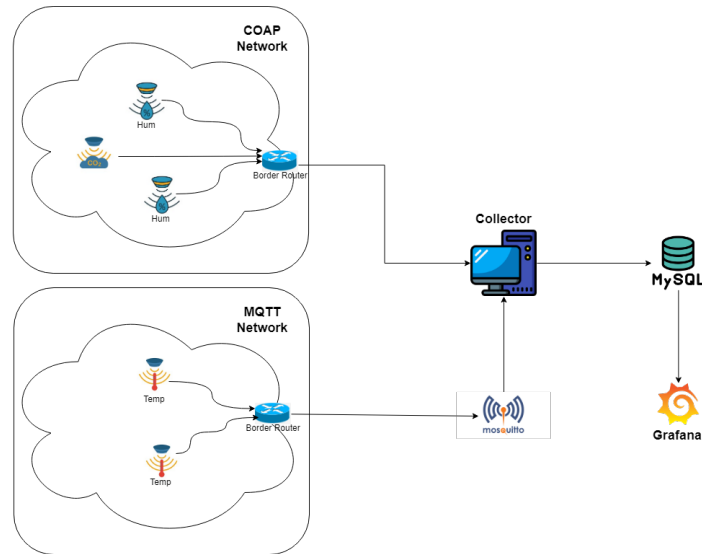 COAP
Network
%
Hum
CO₂
Border Router
%
Hum
Collector
MySQL
MQTT
Network
Temp
Border Router
Temp
mosquitto
Grafana